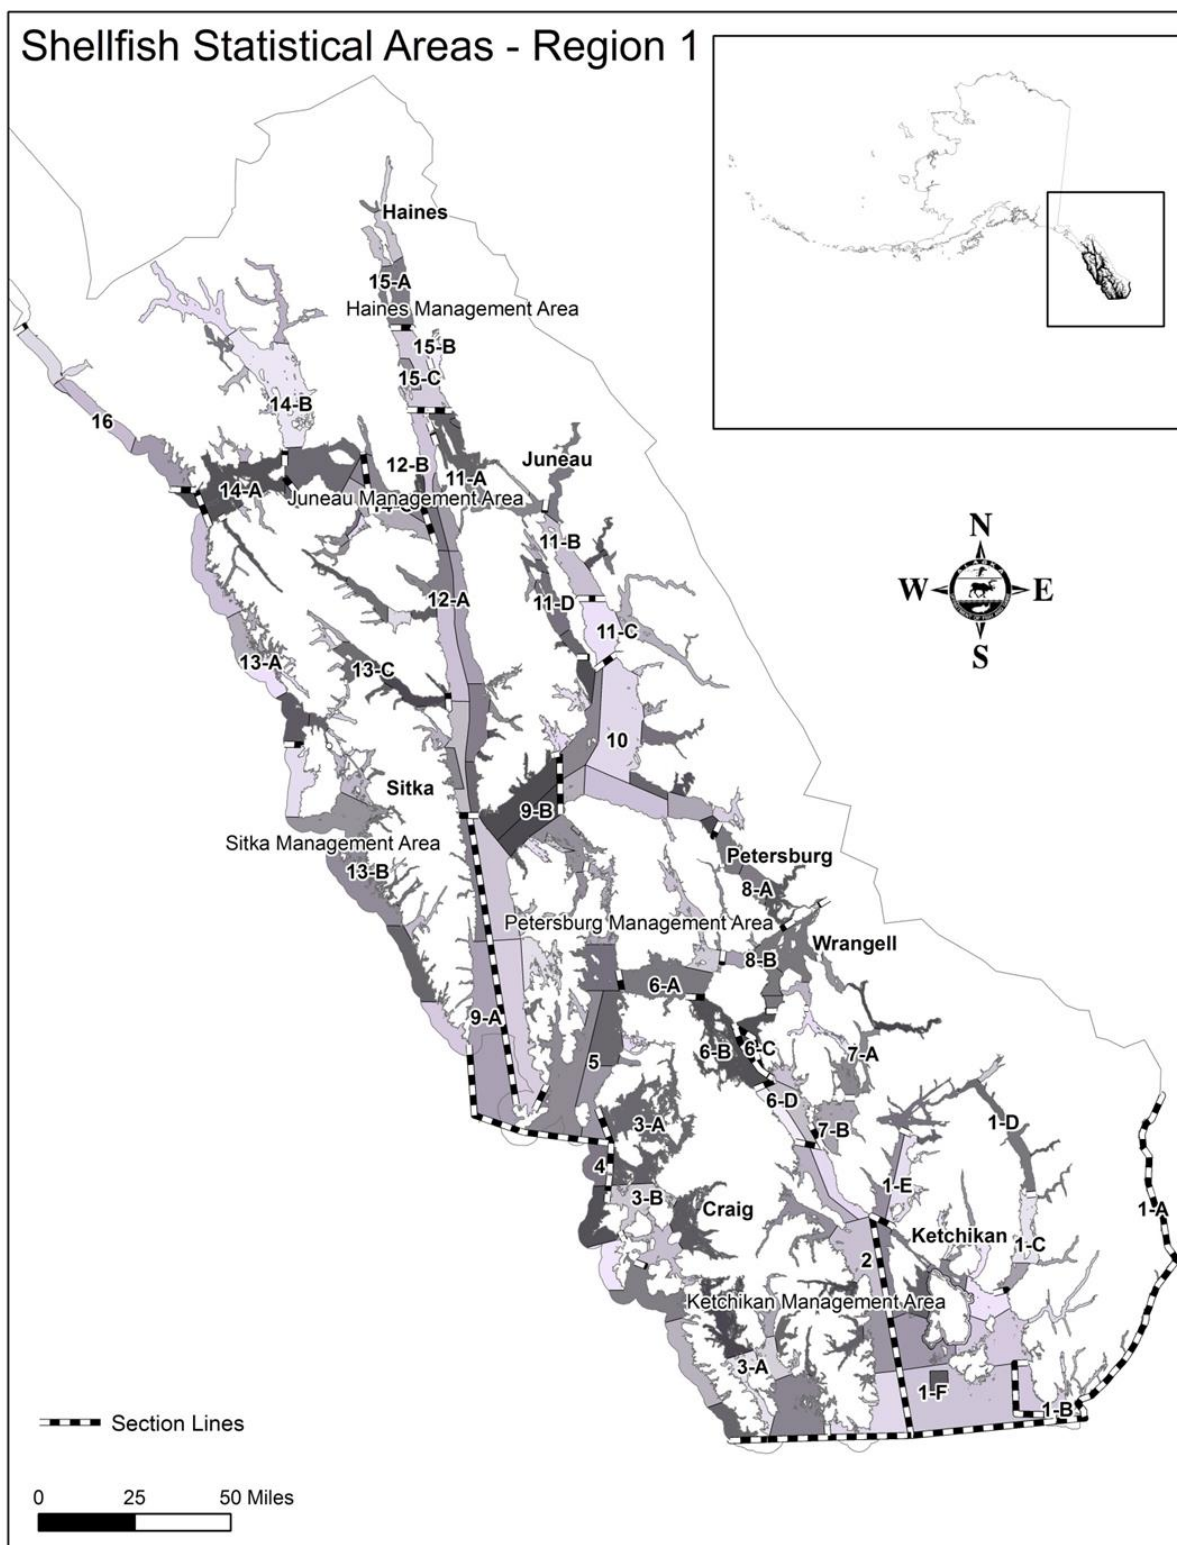 Shellfish Statistical Areas - Region 1
Haines
15-A
Haines Management Area
15-B
15-C
14-B
16
Juneau
12-B
11-A
14-A
Juneau Management Area
11-B
12-A
11-D
11-C
13-A
13-C
10
Sitka
9-B
Sitka Management Area
13-B
Petersburg
8-A
Petersburg Management Area
Wrangell
8-B
6-A
9-A
6-B
6-C
7-A
5
6-D
3-A
7-B
1-D
4
3-B
1-E
Craig
1-A
Ketchikan
1-C
2
Ketchikan Management Area
3-A
1-F
1-B
N
W E
S
ALASKA
Section Lines
0 25 50 Miles